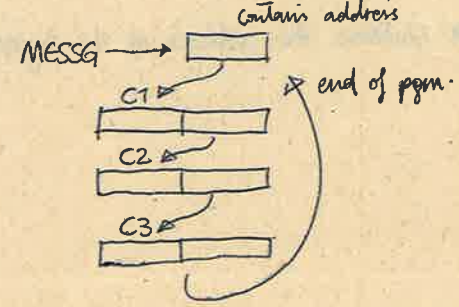 contains address
MESSG
end of pgm.
C1
C2
C3